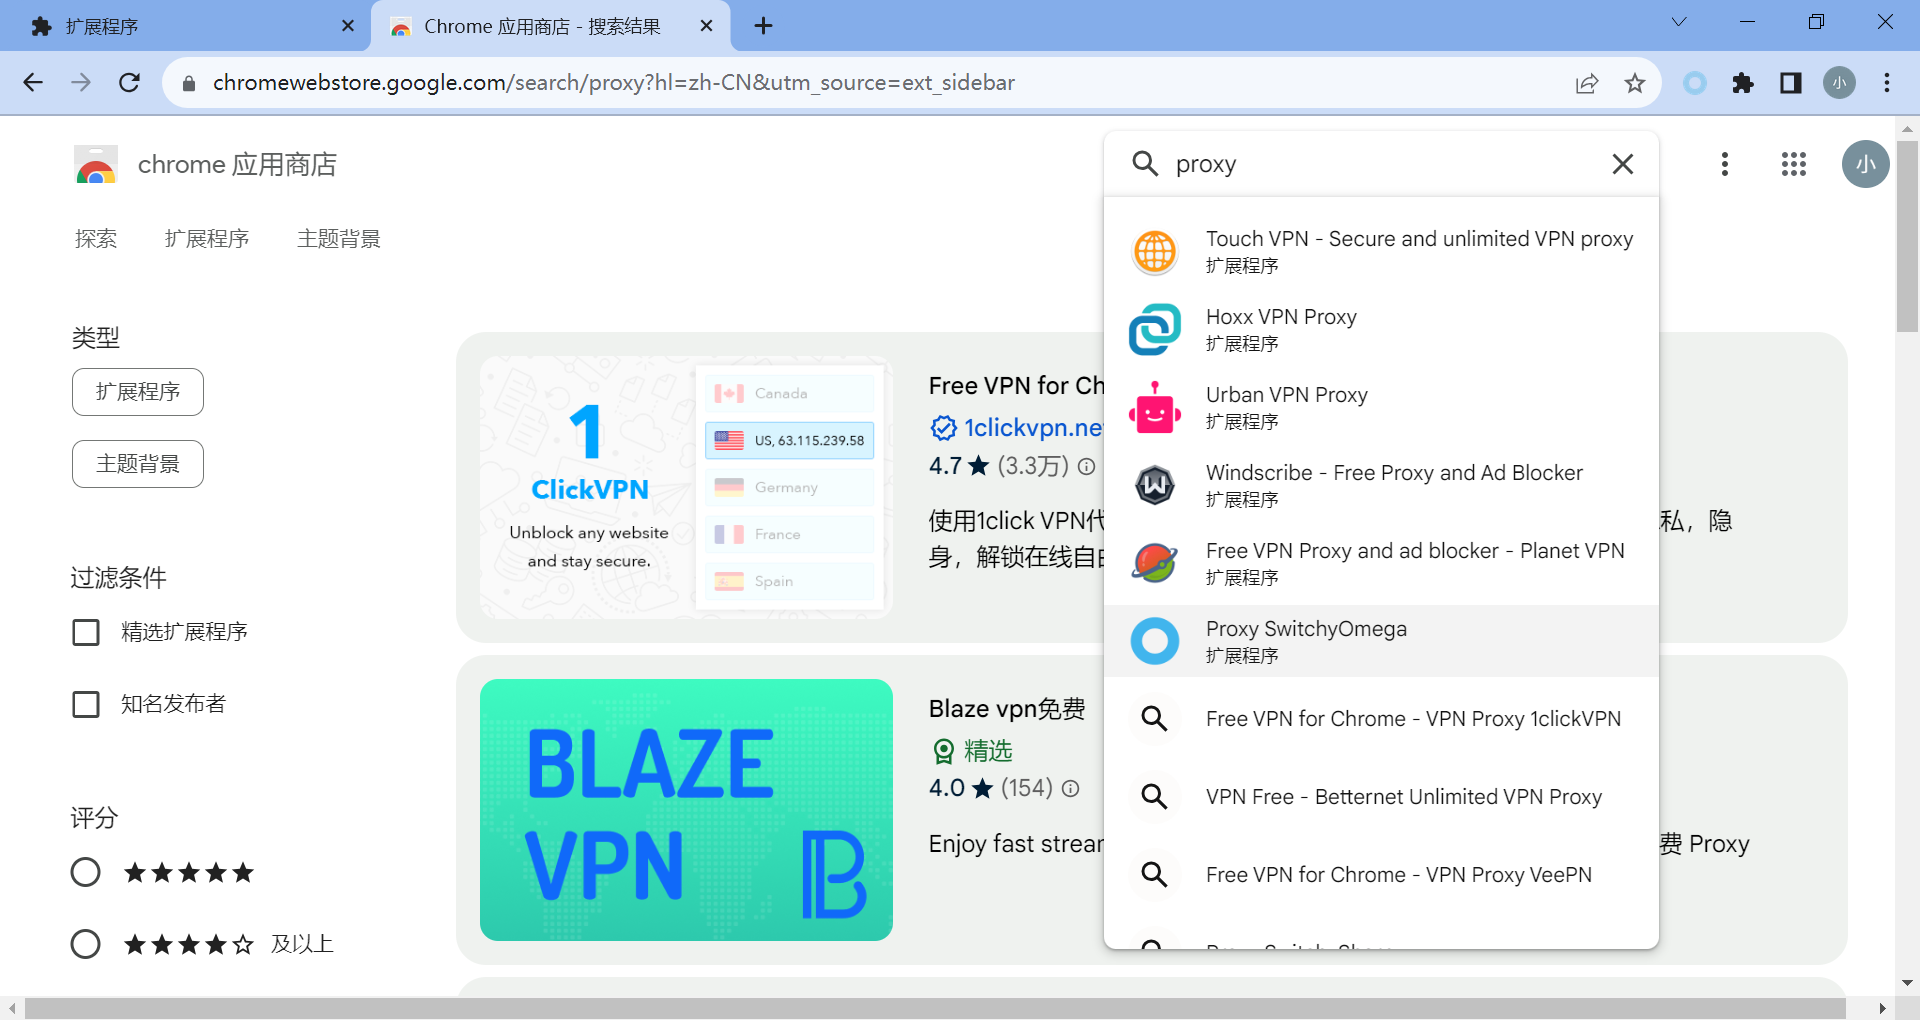 扩展程序
Chrome 应用商店 - 搜索结果
chromewebstore.google.com/search/proxy?hl=zh-CN&utm_source=ext_sidebar
小
chrome 应用商店
proxy
小
探索
扩展程序
主题背景
类型
扩展程序
主题背景
过滤条件
精选扩展程序
知名发布者
评分
★★★★★
★★★★☆ 及以上
1
ClickVPN
Unblock any website
and stay secure.
Canada
US, 63.115.239.58
Germany
France
Spain
Free VPN for Ch
1clickvpn.ne
4.7 ★ (3.3万)
使用1click VPN代
私，隐
身，解锁在线自由
BLAZE
VPN
Blaze vpn免费
精选
4.0 ★ (154)
Enjoy fast strear
费 Proxy
Touch VPN - Secure and unlimited VPN proxy
扩展程序
Hoxx VPN Proxy
扩展程序
Urban VPN Proxy
扩展程序
Windscribe - Free Proxy and Ad Blocker
扩展程序
Free VPN Proxy and ad blocker - Planet VPN
扩展程序
Proxy SwitchyOmega
扩展程序
Free VPN for Chrome - VPN Proxy 1clickVPN
VPN Free - Betternet Unlimited VPN Proxy
Free VPN for Chrome - VPN Proxy VeePN